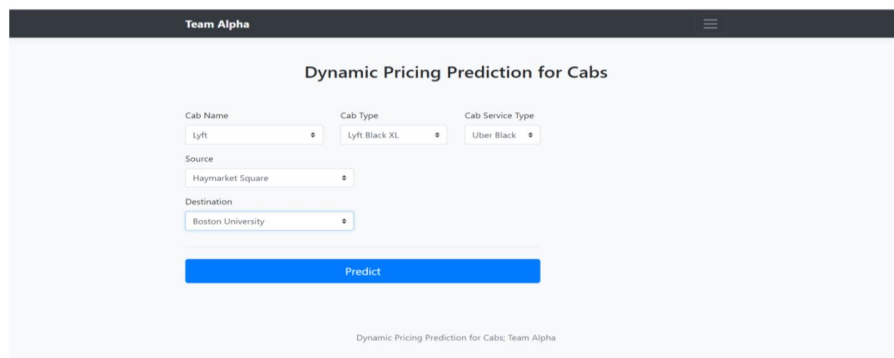 Team Alpha
Dynamic Pricing Prediction for Cabs
Cab Name Cab Type Cab Service Type
Lyft Lyft Black XL Uber Black
Source
Haymarket Square
Destination
Boston University
Predict
Dynamic Pricing Prediction for Cabs; Team Alpha